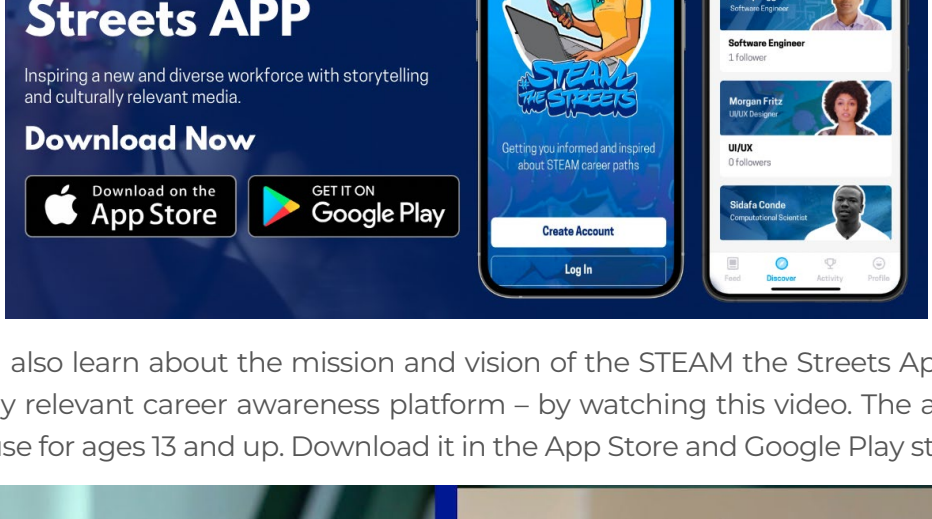 Streets APP
Inspiring a new and diverse workforce with storytelling
and culturally relevant media.
Download Now
Download on the
App Store
GET IT ON
Google Play
#STEAM
THE STREETS
Getting you informed and inspired
about STEAM career paths
Create Account
Log In
Software Engineer
Software Engineer
1 follower
Morgan Fritz
UI/UX Designer
UI/UX
0 followers
Sidafa Conde
Computational Scientist
Feed
Discover
Activity
Profile
also learn about the mission and vision of the STEAM the Streets Ap
y relevant career awareness platform – by watching this video. The a
se for ages 13 and up. Download it in the App Store and Google Play st